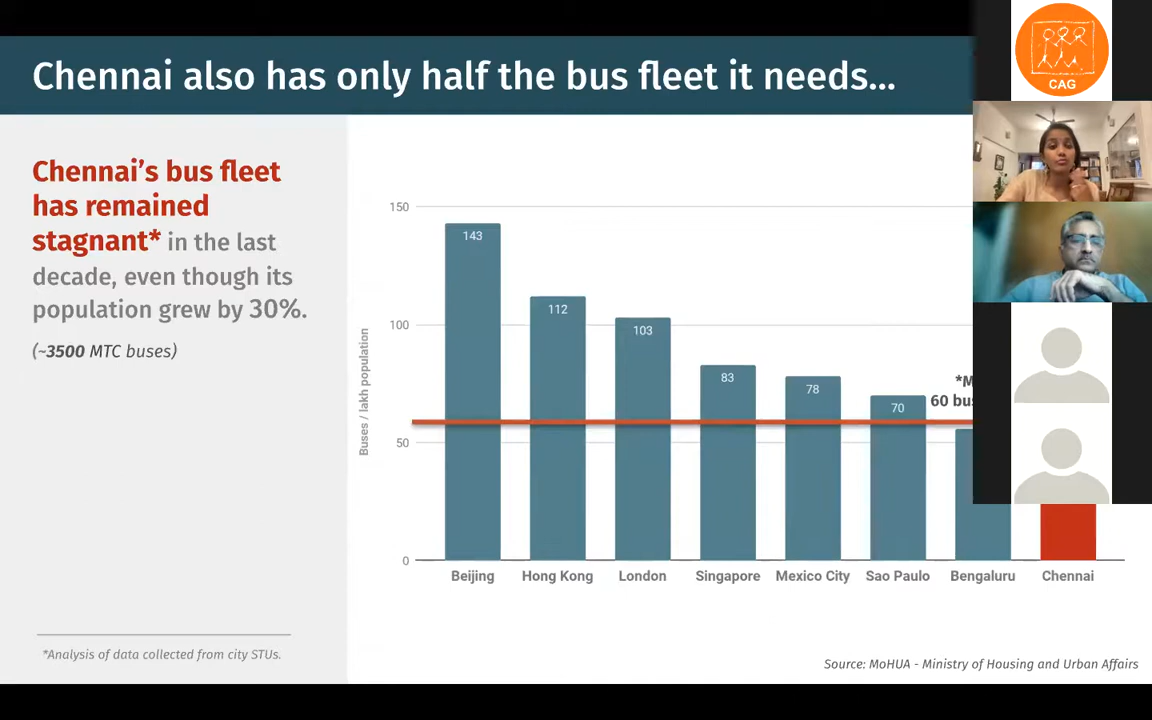 Chennai also has only half the bus fleet it needs...
CAG
Chennai's bus fleet
has remained
stagnant* in the last
decade, even though its
population grew by 30%.
(~3500 MTC buses)
*Analysis of data collected from city STUs.
Buses / lakh population
150
100
50
0
143
112
103
83
78
70
60
Beijing
Hong Kong
London
Singapore
Mexico City
Sao Paulo
Bengaluru
Chennai
Source: MoHUA - Ministry of Housing and Urban Affairs